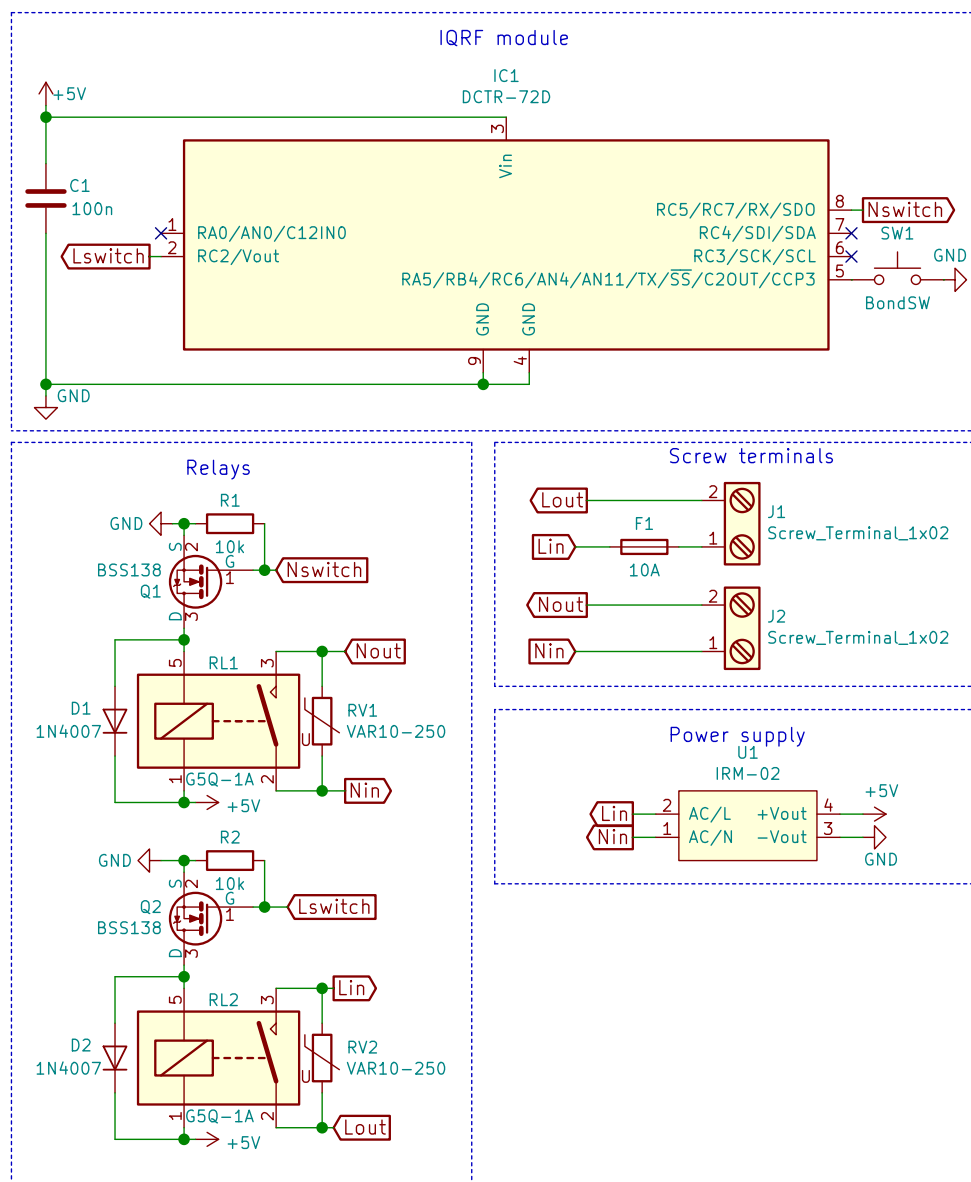 IQRF module
IC1
DCTR-72D
+5V
3
Vin
C1
100n
RC5/RC7/RX/SDO
8
Nswitch
1
RA0/AN0/C12IN0
RC4/SDI/SDA
7
SW1
Lswitch
2
RC2/Vout
RC3/SCK/SCL
6
GND
RA5/RB4/RC6/AN4/AN11/TX/SS/C2OUT/CCP3
5
BondSW
GND
GND
9
4
GND
Relays
R1
GND
10k
S
2
G
1
BSS138
Q1
Nswitch
D
3
5
RL1
3
Nout
D1
1N4007
RV1
VAR10-250
U
1
G5Q-1A
2
Nin
+5V
R2
GND
10k
S
2
G
1
Q2
BSS138
Lswitch
D
3
5
RL2
3
Lin
D2
1N4007
RV2
VAR10-250
U
1
G5Q-1A
2
Lout
+5V
Screw terminals
Lout
2
J1
Screw_Terminal_1x02
F1
Lin
1
10A
Nout
2
J2
Screw_Terminal_1x02
Nin
1
Power supply
U1
IRM-02
+5V
Lin
2
AC/L
+Vout
4
Nin
1
AC/N
-Vout
3
GND